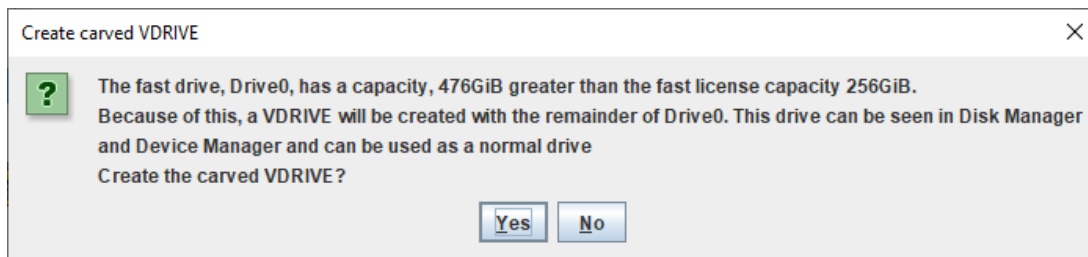 Create carved VDRIVE
?
The fast drive, Drive0, has a capacity, 476GiB greater than the fast license capacity 256GiB.
Because of this, a VDRIVE will be created with the remainder of Drive0. This drive can be seen in Disk Manager
and Device Manager and can be used as a normal drive
Create the carved VDRIVE?
Yes No